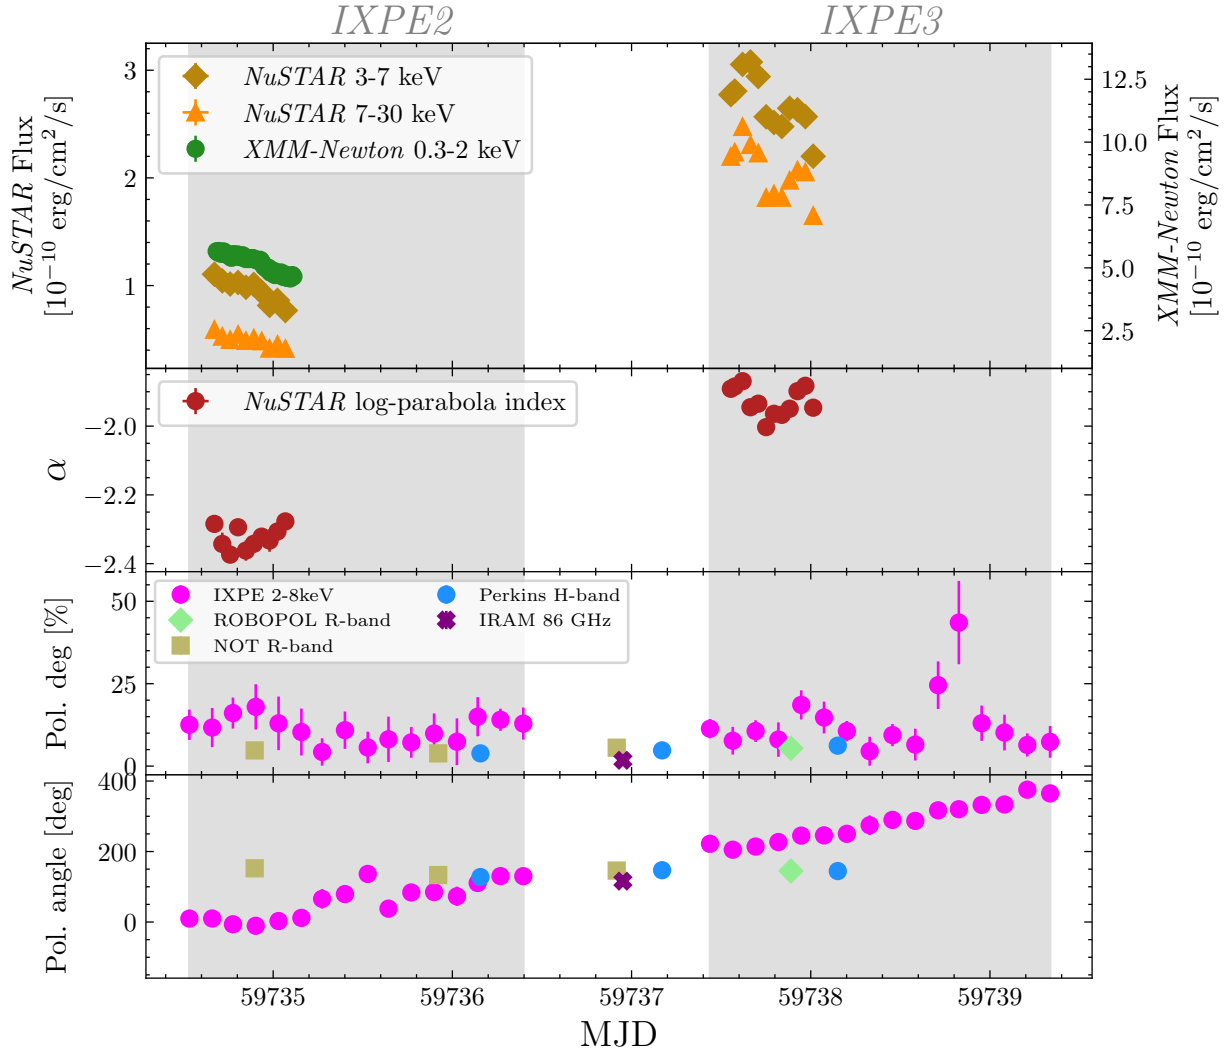 IXPE2 IXPE3
NuSTAR Flux
[10⁻¹⁰ erg/cm²/s]
3
2
1
NuSTAR 3-7 keV
NuSTAR 7-30 keV
XMM-Newton 0.3-2 keV
12.5
10.0
7.5
5.0
2.5
XMM-Newton Flux
[10⁻¹⁰ erg/cm²/s]
α
−2.0
−2.2
−2.4
NuSTAR log-parabola index
Pol. deg [%]
50
25
0
IXPE 2-8keV
ROBOPOL R-band
NOT R-band
Perkins H-band
IRAM 86 GHz
Pol. angle [deg]
400
200
0
59735 59736 59737 59738 59739
MJD